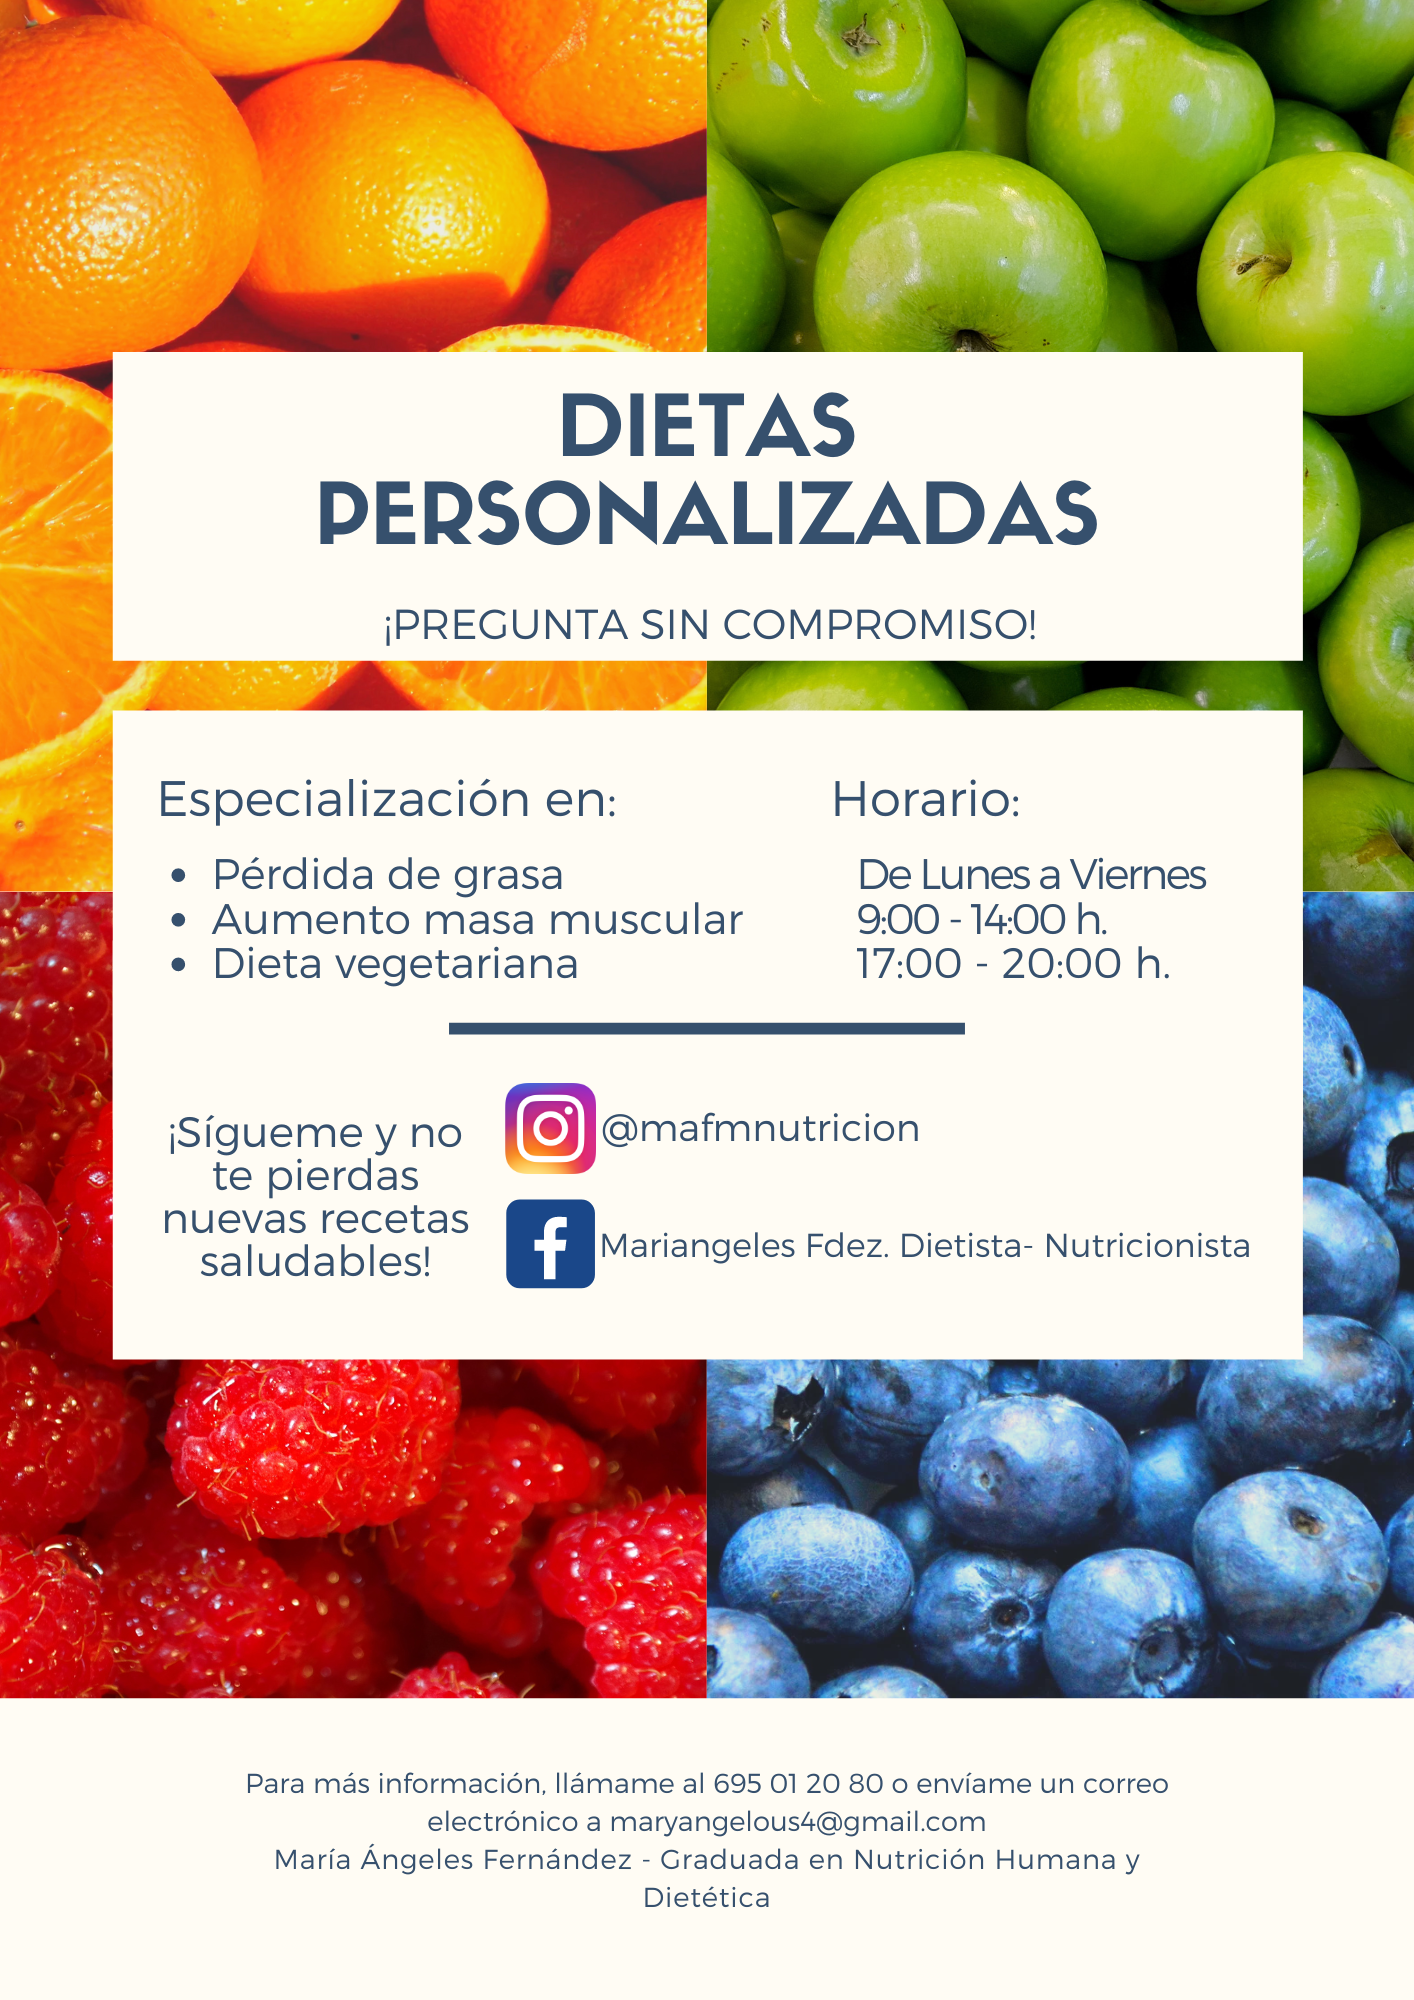 DIETAS
PERSONALIZADAS
¡PREGUNTA SIN COMPROMISO!
Especialización en:
• Pérdida de grasa
• Aumento masa muscular
• Dieta vegetariana
Horario:
De Lunes a Viernes
9:00 - 14:00 h.
17:00 - 20:00 h.
¡Sígueme y no
te pierdas
nuevas recetas
saludables!
@mafmnutricion
Mariangeles Fdez. Dietista- Nutricionista
Para más información, llámame al 695 01 20 80 o envíame un correo
electrónico a maryangelous4@gmail.com
María Ángeles Fernández - Graduada en Nutrición Humana y
Dietética